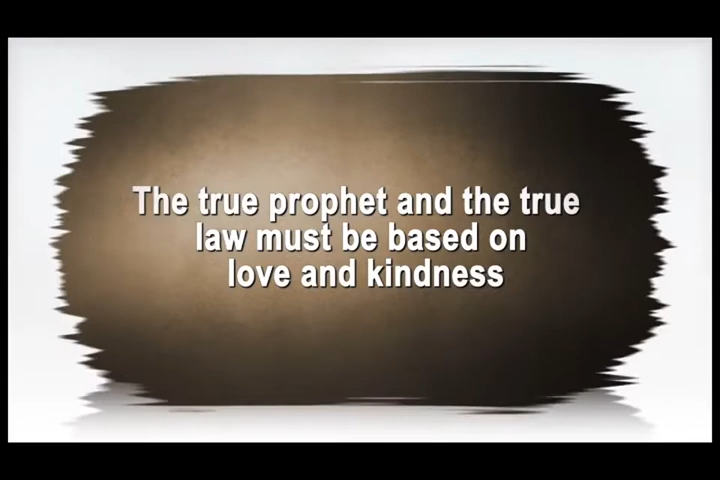 The true prophet and the true
law must be based on
love and kindness